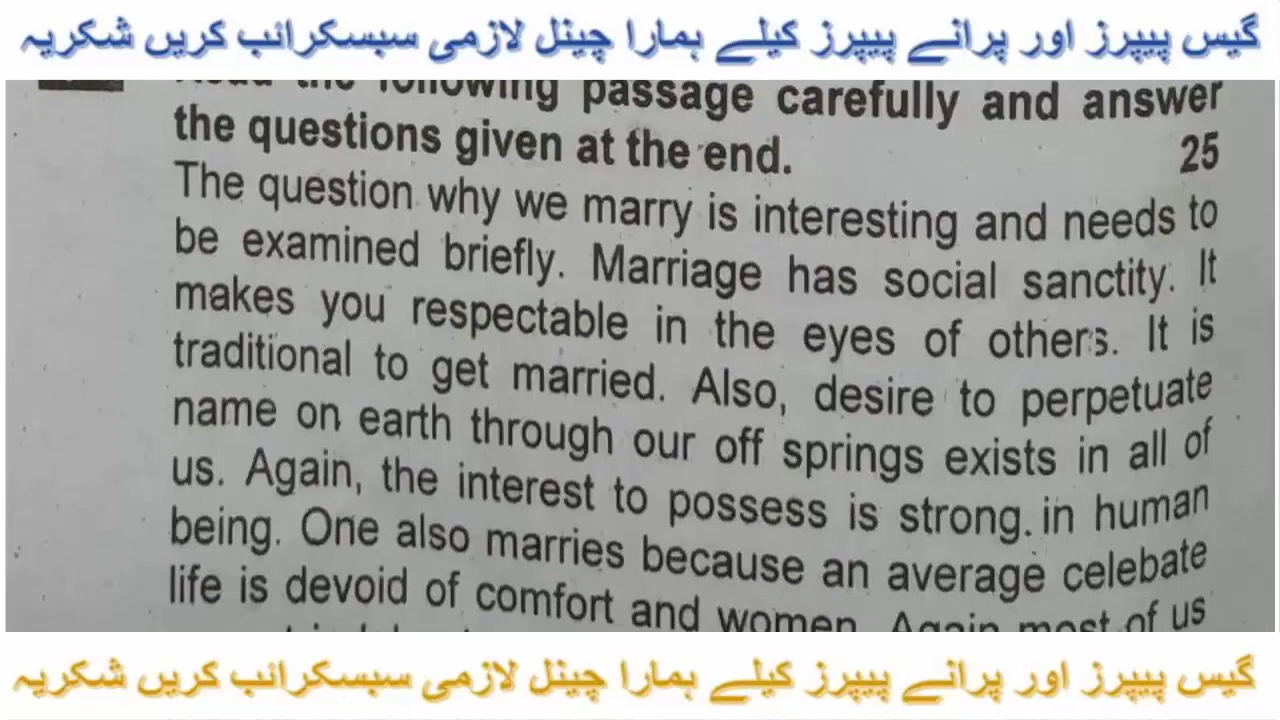 گیس پیپرز اور پرانے پیپرز کیلے ہمارا چینل لازمی سبسکرائب کریں شکریہ
Read the following passage carefully and answer
the questions given at the end. 25
The question why we marry is interesting and needs to
be examined briefly. Marriage has social sanctity. It
makes you respectable in the eyes of others. It is
traditional to get married. Also, desire to perpetuate
name on earth through our off springs exists in all of
us. Again, the interest to possess is strong. in human
being. One also marries because an average celebate
life is devoid of comfort and women. Again most of us
گیس پیپرز اور پرانے پیپرز کیلے ہمارا چینل لازمی سبسکرائب کریں شکریہ